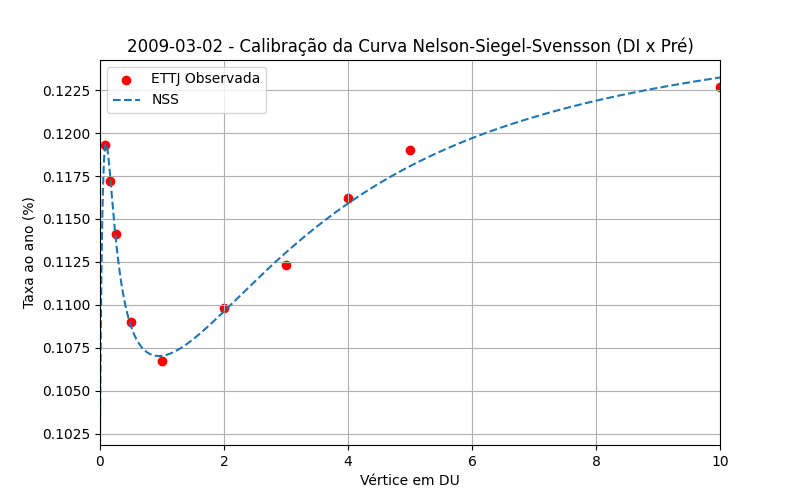 2009-03-02 - Calibração da Curva Nelson-Siegel-Svensson (DI x Pré)
ETTJ Observada
NSS
Taxa ao ano (%)
0.1225
0.1200
0.1175
0.1150
0.1125
0.1100
0.1075
0.1050
0.1025
0 2 4 6 8 10
Vértice em DU